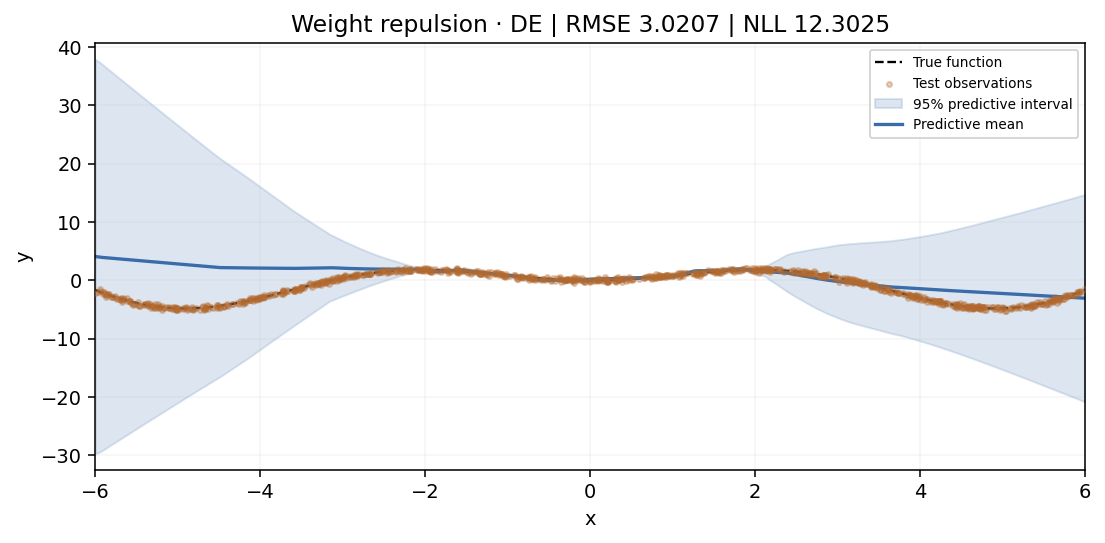 Weight repulsion · DE | RMSE 3.0207 | NLL 12.3025
True function
Test observations
95% predictive interval
Predictive mean
y
40
30
20
10
0
−10
−20
−30
−6
−4
−2
0
2
4
6
x